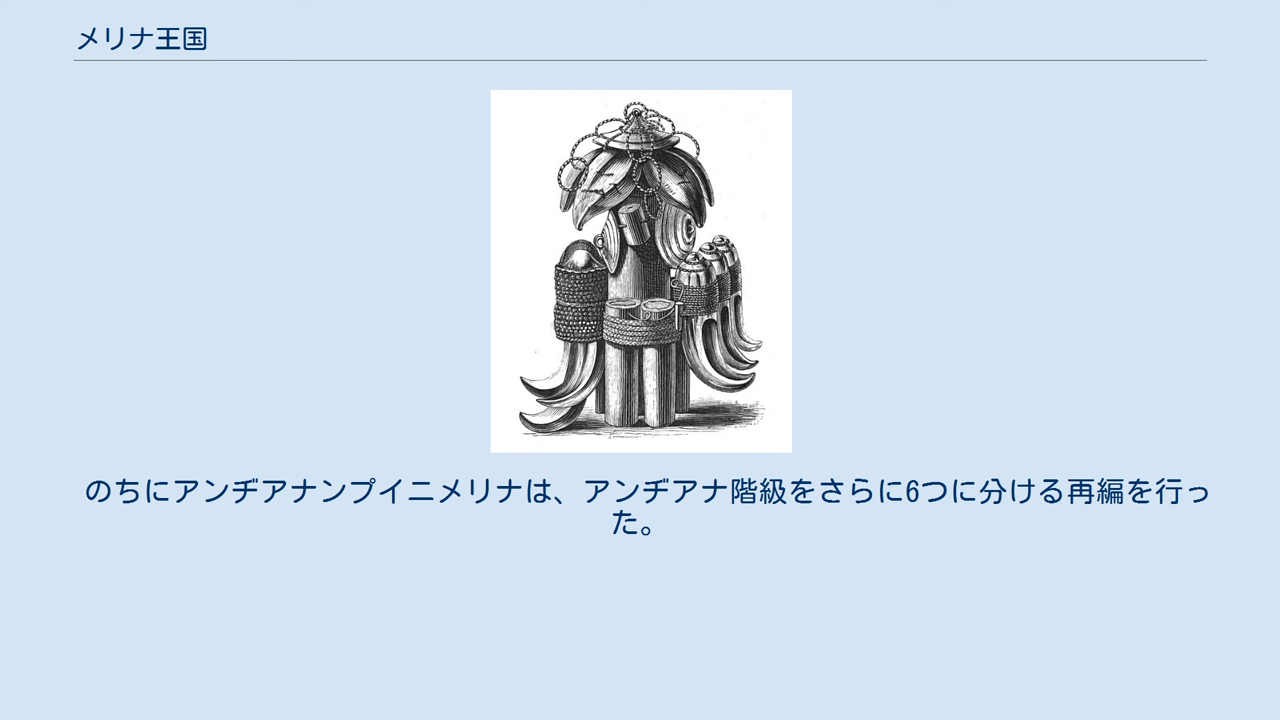 メリナ王国
のちにアンヂアナンプイニメリナは、アンヂアナ階級をさらに6つに分ける再編を行っ
た。